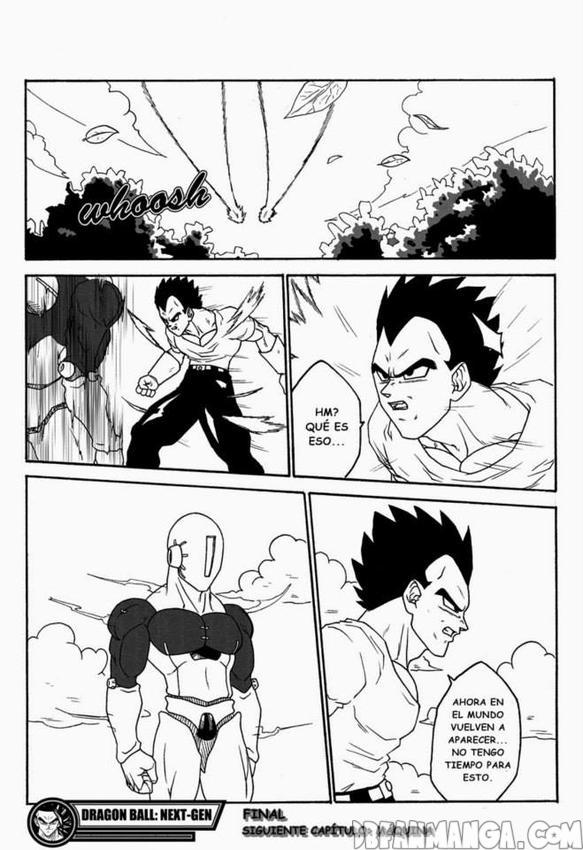 whoosh
HM?
QUÉ ES
ESO...
AHORA EN
EL MUNDO
VUELVEN A
APARECER...
NO TENGO
TIEMPO PARA
ESTO.
DRAGON BALL: NEXT-GEN
FINAL
SIGUIENTE CAPÍTULO: MÁQUINA
DBFANMANGA.COM